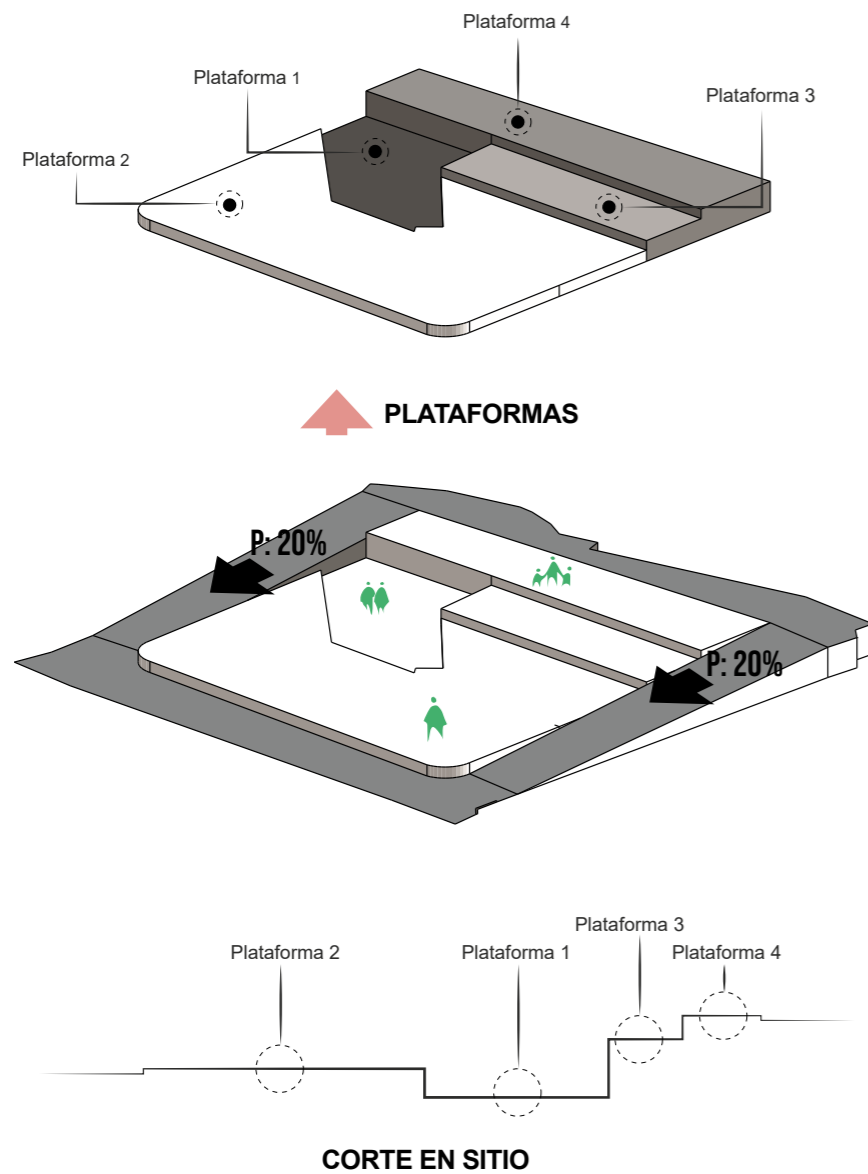 Plataforma 4
Plataforma 1
Plataforma 3
Plataforma 2
PLATAFORMAS
P: 20%
P: 20%
Plataforma 3
Plataforma 2
Plataforma 1
Plataforma 4
CORTE EN SITIO